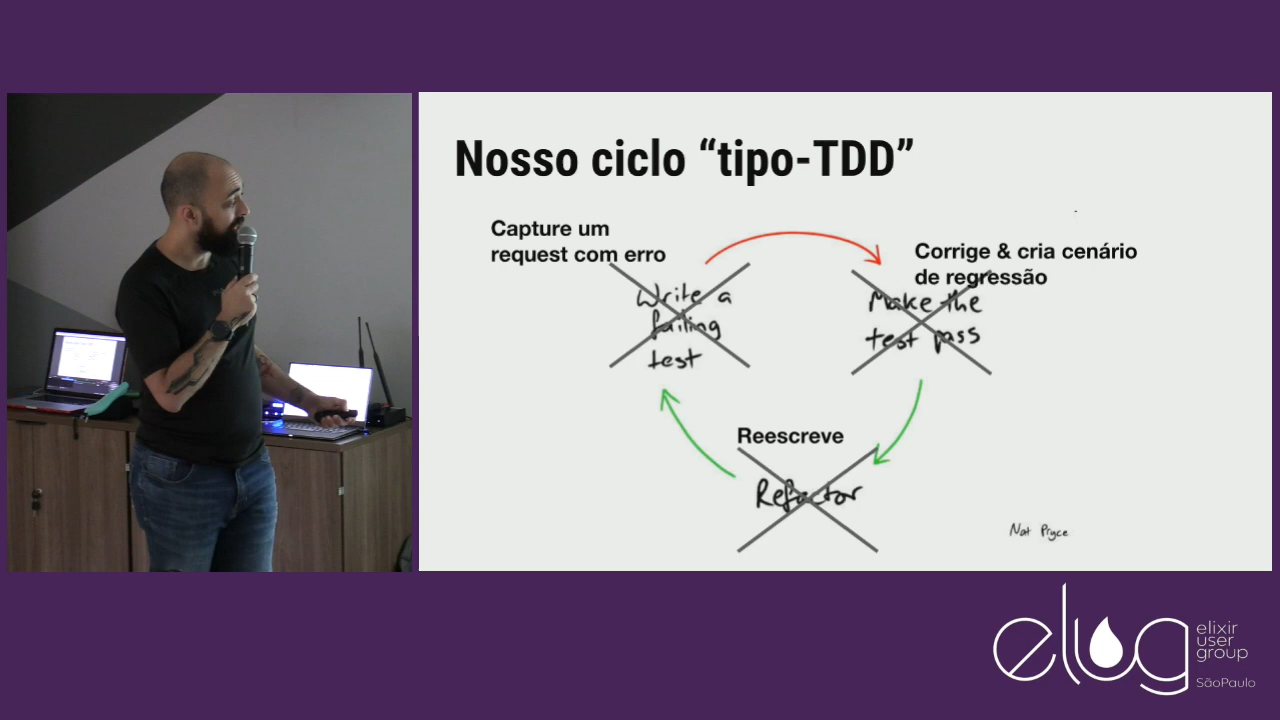 Nosso ciclo “tipo-TDD”
Capture um
request com erro
Corrige & cria cenário
de regressão
Write a
failing
test
Make the
test pass
Reescreve
Refactor
Nat Pryce
elug
elixir
user
group
SãoPaulo